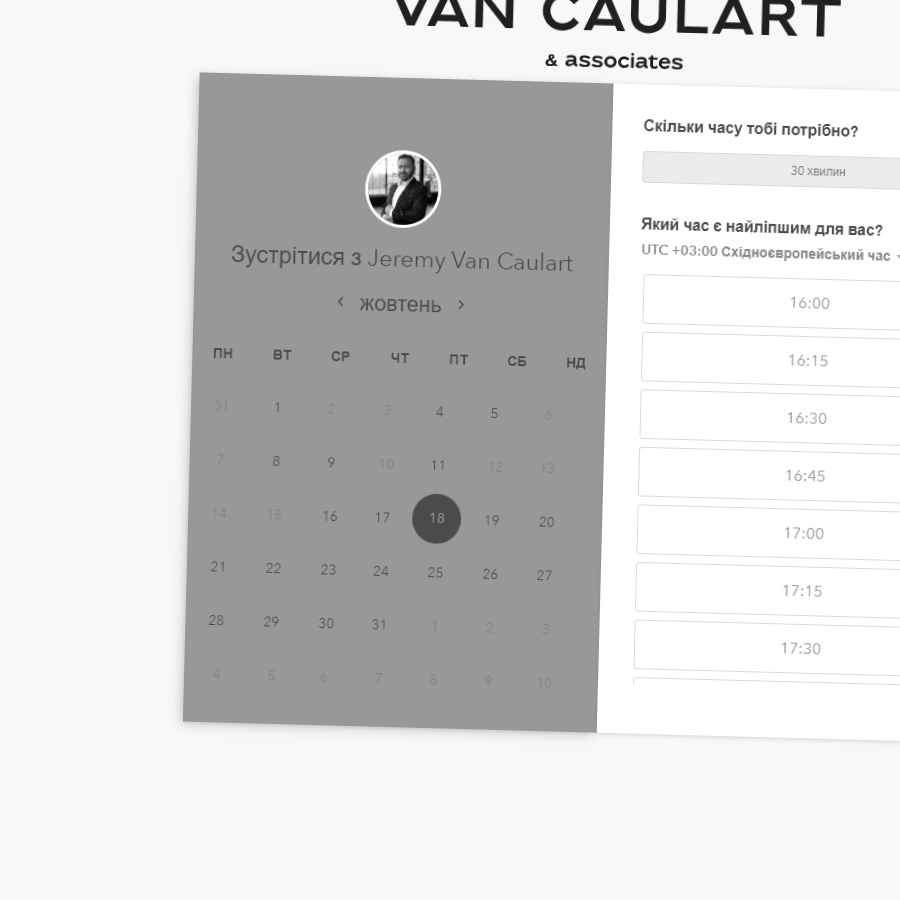 VAN CAULART
& associates
Зустрітися з Jeremy Van Caulart
жовтень
ПН ВТ СР ЧТ ПТ СБ НД
31 1 2 3 4 5 6
7 8 9 10 11 12 13
14 15 16 17 18 19 20
21 22 23 24 25 26 27
28 29 30 31 1 2 3
4 5 6 7 8 9 10
Скільки часу тобі потрібно?
30 хвилин
Який час є найліпшим для вас?
UTC +03:00 Східноєвропейський час
16:00
16:15
16:30
16:45
17:00
17:15
17:30